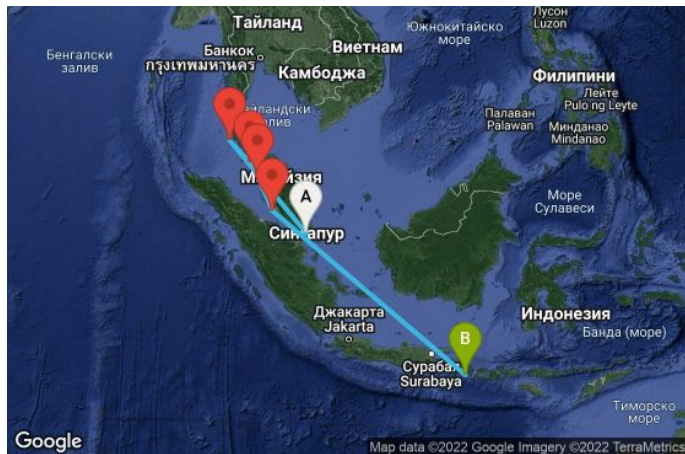 Лусон
Luzon
Тайланд
Южнокитайско
море
Бенгалски
залив
Банкок
กรุงเทพมหานคร
Виетнам
Камбоджа
Филипини
Лейте
Pulo ng Leyte
Палаван
Palawan
Минданао
Mindanao
A
Море
Сулавеси
Сингапур
Джакарта
Jakarta
Индонезия
Банда (море)
B
Сурабая
Surabaya
Тиморско
море
Google
Map data ©2022 Google Imagery ©2022 TerraMetrics